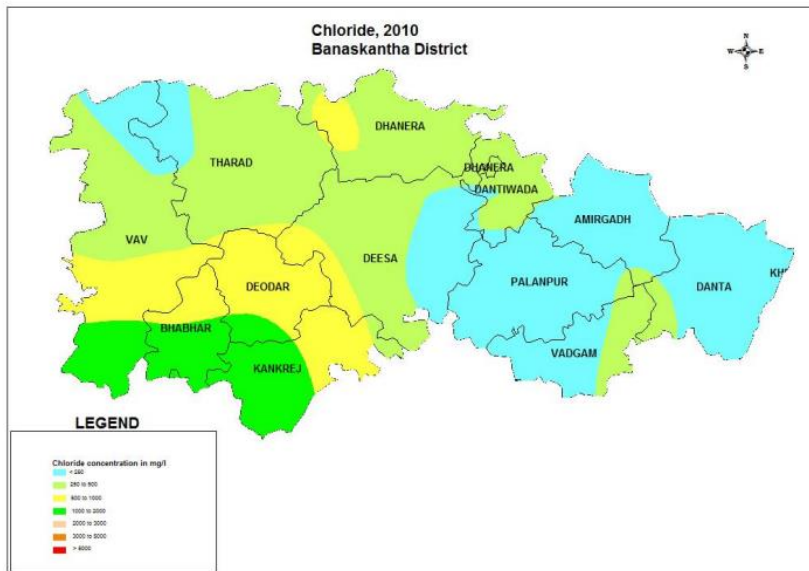 Chloride, 2010
Banaskantha District
N
W E
S
DHANERA
THARAD
DHANERA
DANTIWADA
AMIRGADH
VAV
DEESA
DEODAR
PALANPUR
DANTA
BHABHAR
VADGAM
KANKREJ
LEGEND
Chloride concentration in mg/l
< 250
250 to 500
500 to 1000
1000 to 2000
2000 to 3000
3000 to 5000